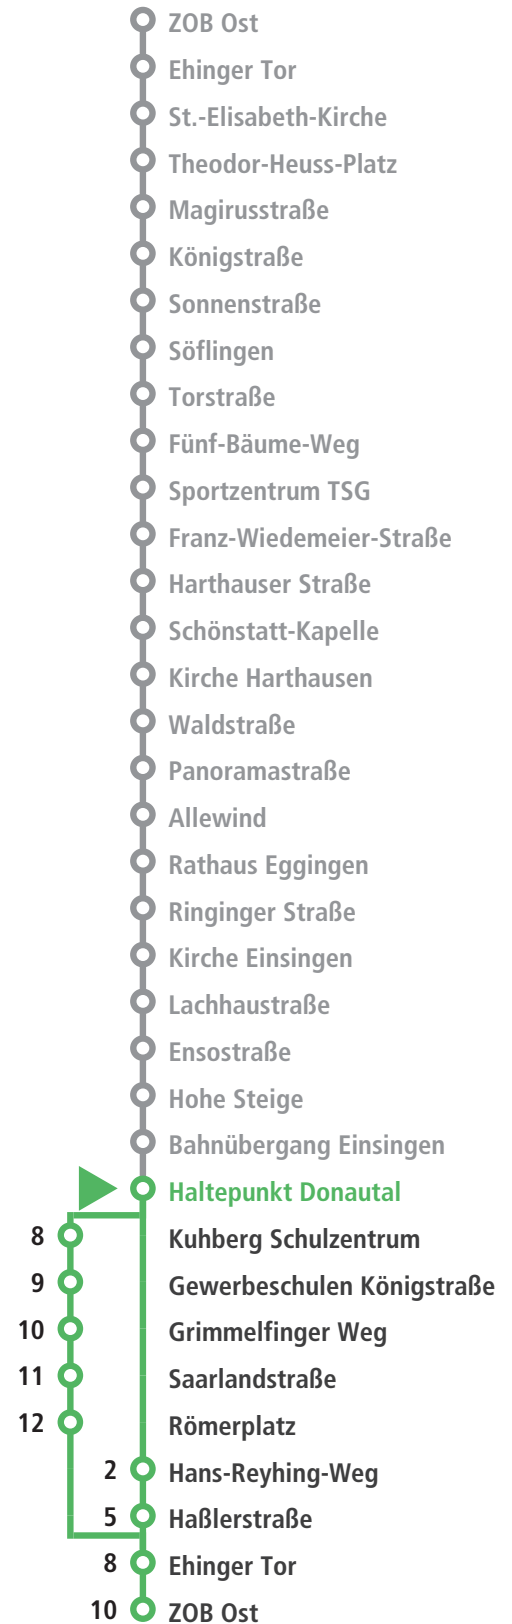 ZOB Ost
Ehinger Tor
St.-Elisabeth-Kirche
Theodor-Heuss-Platz
Magirusstraße
Königstraße
Sonnenstraße
Söflingen
Torstraße
Fünf-Bäume-Weg
Sportzentrum TSG
Franz-Wiedemeier-Straße
Harthauser Straße
Schönstatt-Kapelle
Kirche Harthausen
Waldstraße
Panoramastraße
Allewind
Rathaus Eggingen
Ringinger Straße
Kirche Einsingen
Lachhaustraße
Ensostraße
Hohe Steige
Bahnübergang Einsingen
Haltepunkt Donautal
8 Kuhberg Schulzentrum
9 Gewerbeschulen Königstraße
10 Grimmelfinger Weg
11 Saarlandstraße
12 Römerplatz
2 Hans-Reyhing-Weg
5 Haßlerstraße
8 Ehinger Tor
10 ZOB Ost